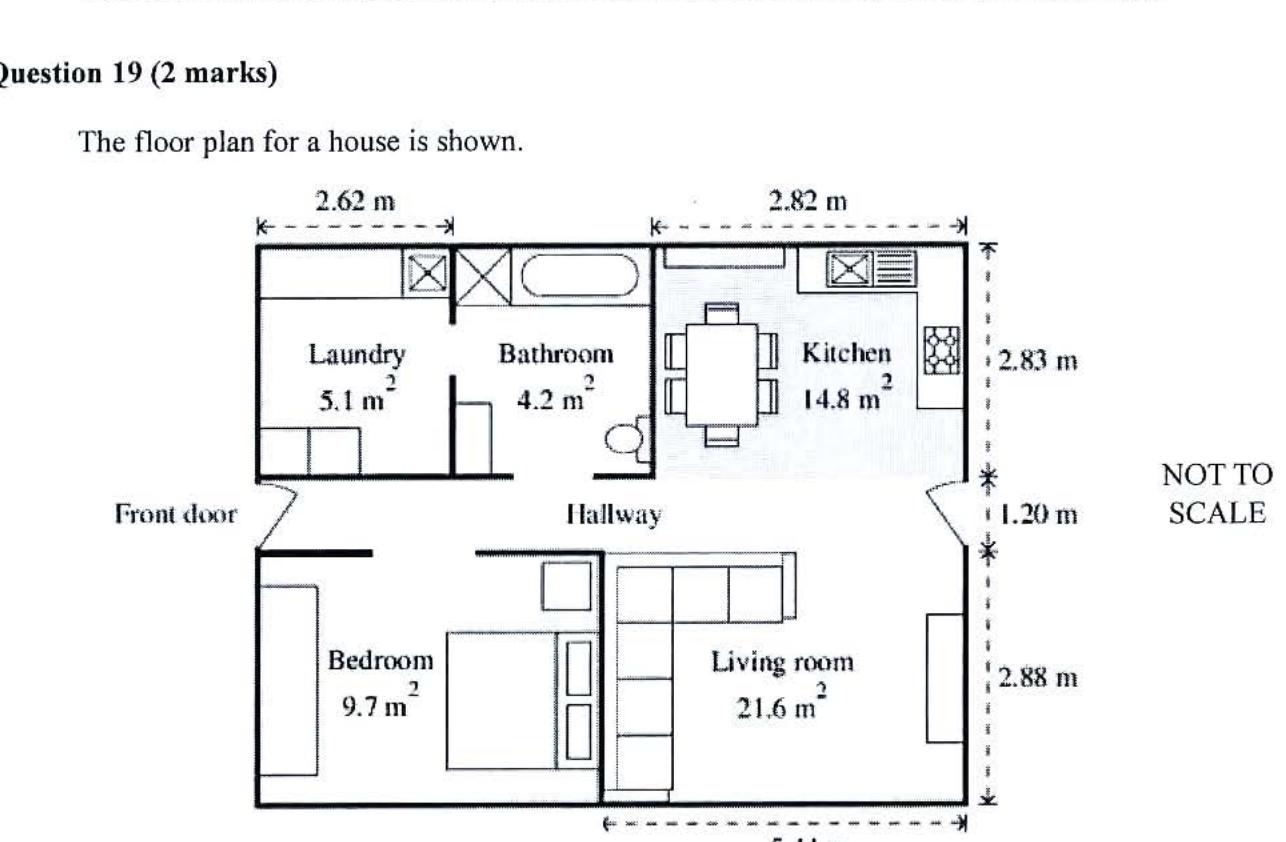 Question 19 (2 marks)
The floor plan for a house is shown.
2.62 m
2.82 m
Laundry
5.1 m²
Bathroom
4.2 m²
Kitchen
14.8 m²
2.83 m
NOT TO
SCALE
Front door
Hallway
1.20 m
Bedroom
9.7 m²
Living room
21.6 m²
2.88 m